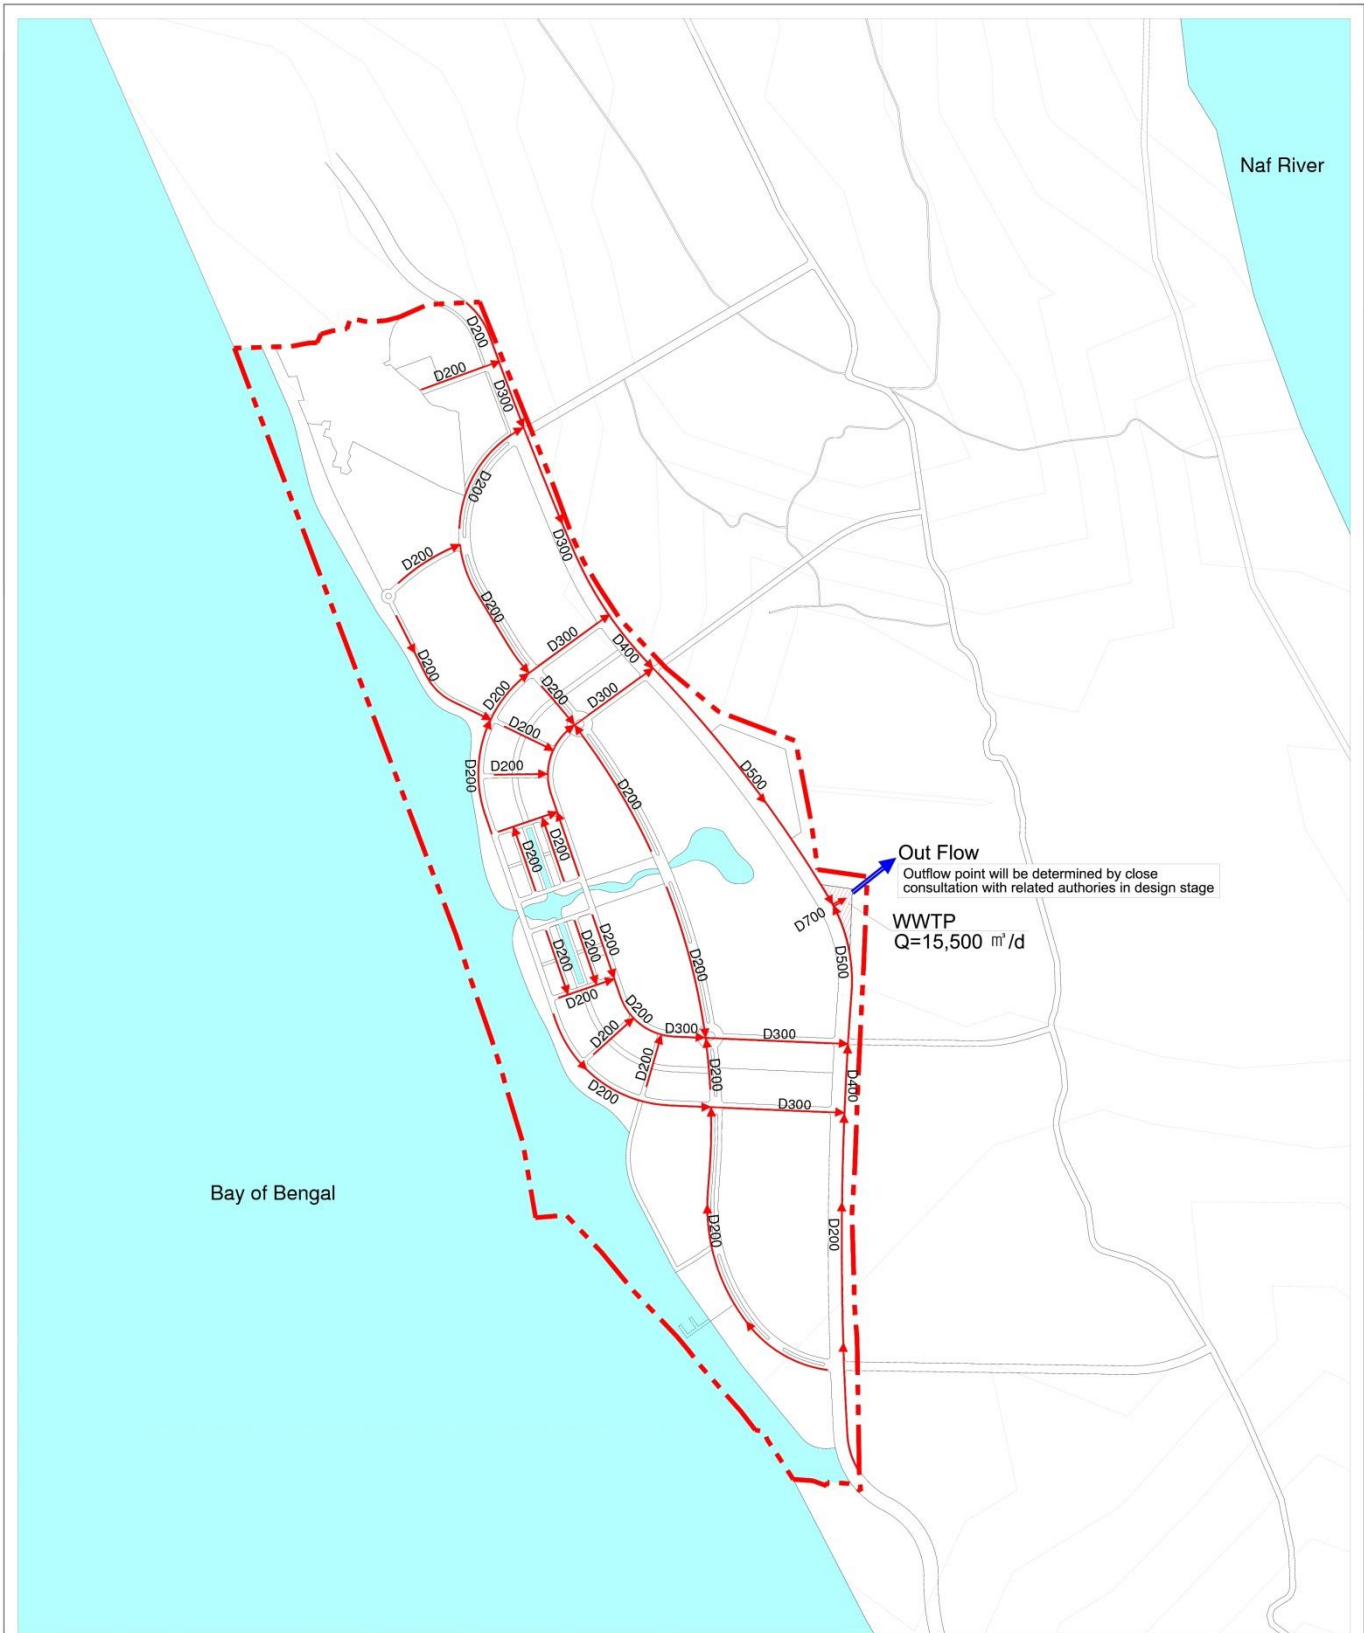 Naf River
D200
D200
D300
D200
D300
D200
D200
D300
D400
D200
D200
D200
D300
D200
D200
D200
D500
D200
D200
D200
Out Flow
Outflow point will be determined by close
consultation with related authories in design stage
D700
WWTP
Q=15,500 ㎥/d
D500
D200
D200
D200
D200
D200
D200
D300
D300
D200
D200
D200
D400
D200
D300
Bay of Bengal
D200
D200